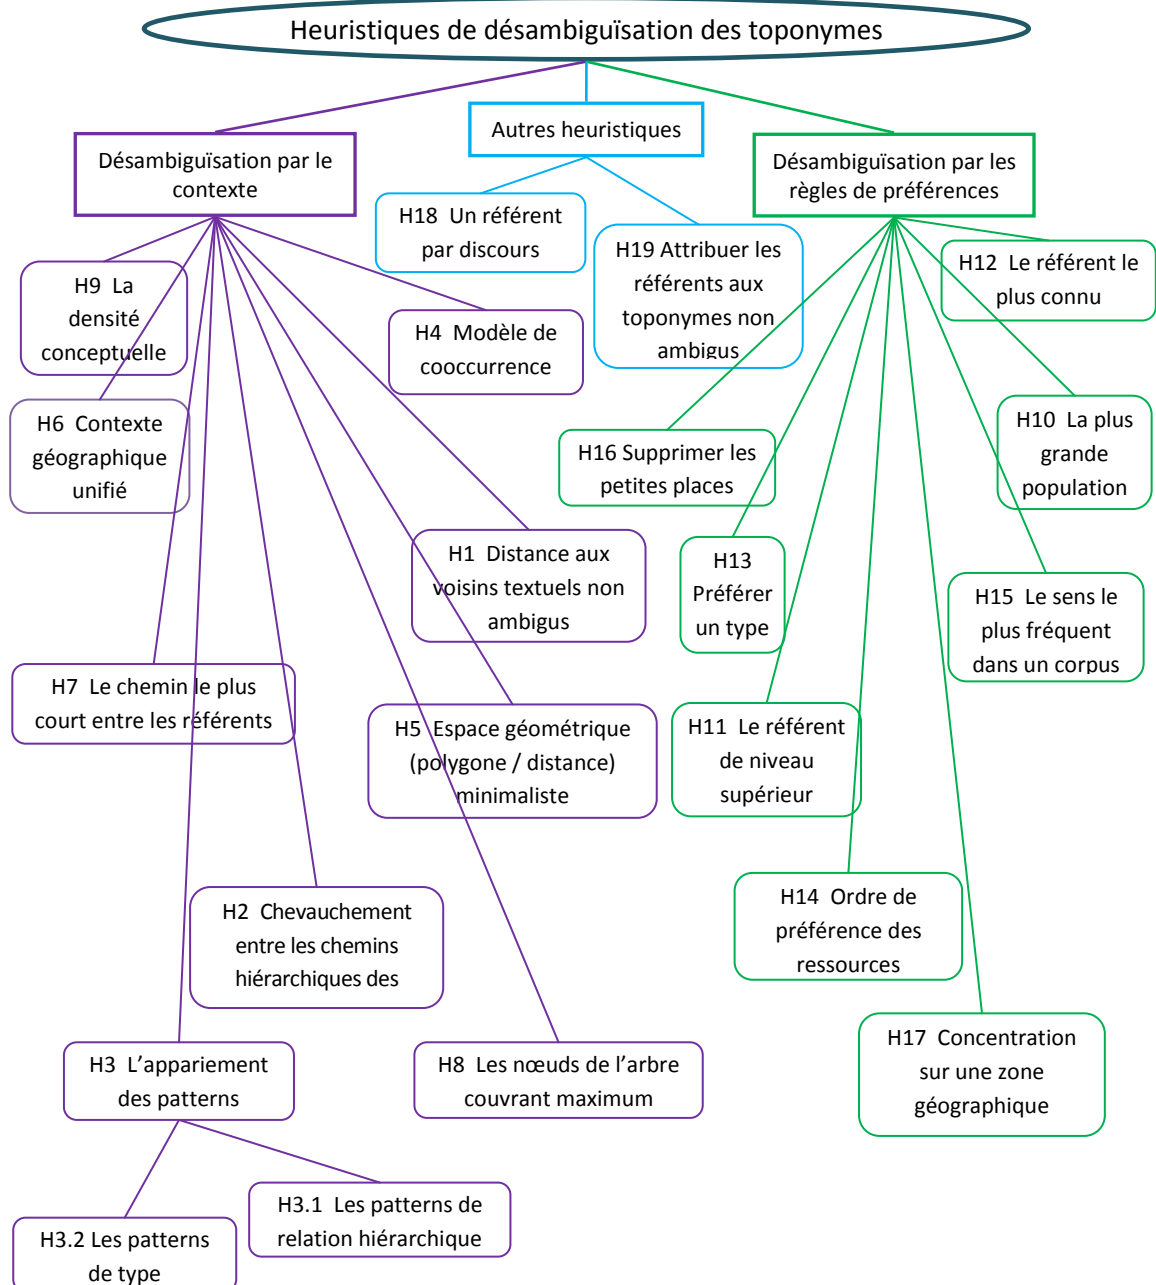 Heuristiques de désambiguïsation des toponymes
Autres heuristiques
Désambiguïsation par le
contexte
Désambiguïsation par les
règles de préférences
H18 Un référent
par discours
H19 Attribuer les
référents aux
toponymes non
ambigus
H12 Le référent le
plus connu
H9 La
densité
conceptuelle
H4 Modèle de
cooccurrence
H6 Contexte
géographique
unifié
H16 Supprimer les
petites places
H10 La plus
grande
population
H1 Distance aux
voisins textuels non
ambigus
H13
Préférer
un type
H15 Le sens le
plus fréquent
dans un corpus
H7 Le chemin le plus
court entre les référents
H5 Espace géométrique
(polygone / distance)
minimaliste
H11 Le référent
de niveau
supérieur
H2 Chevauchement
entre les chemins
hiérarchiques des
H14 Ordre de
préférence des
ressources
H3 L’appariement
des patterns
H8 Les nœuds de l’arbre
couvrant maximum
H17 Concentration
sur une zone
géographique
H3.1 Les patterns de
relation hiérarchique
H3.2 Les patterns
de type